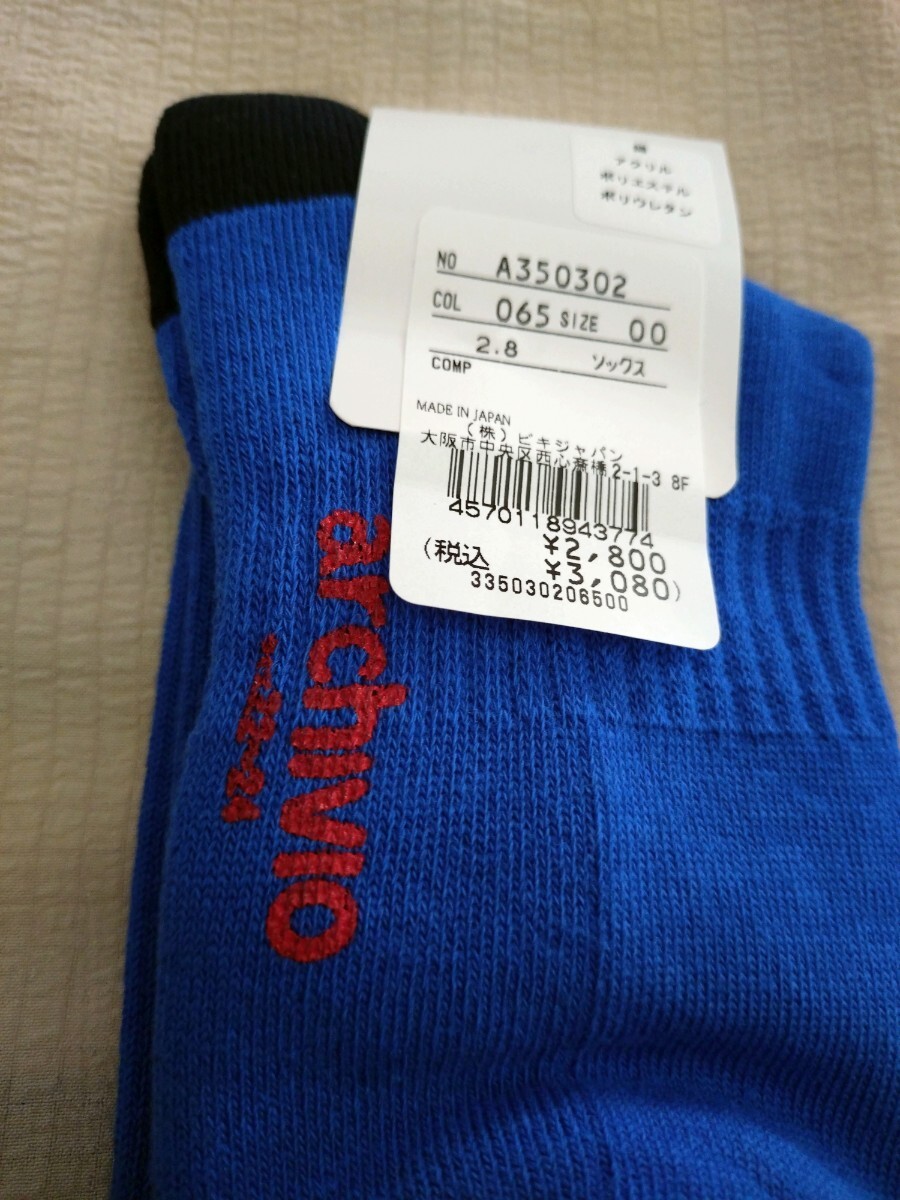 アクリル
ポリエステル
ポリウレタン
NO A350302
COL 065 SIZE 00
2.8 ソックス
COMP
MADE IN JAPAN
(株)ビキジャパン
大阪市中央区西心斎橋2-1-3 8F
4570118943774
¥2,800
(税込 ¥3,080)
335030206500
archivio
22-24